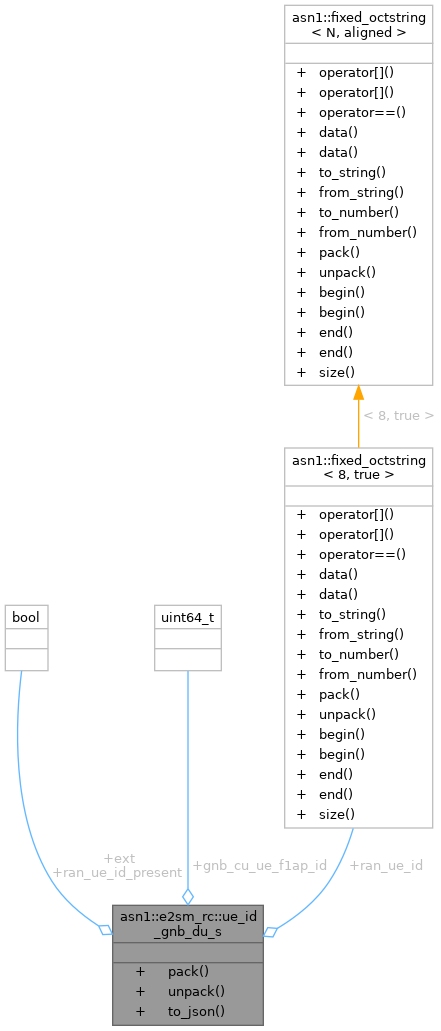 asn1::fixed_octstring
< N, aligned >
+ operator[]()
+ operator[]()
+ operator==()
+ data()
+ data()
+ to_string()
+ from_string()
+ to_number()
+ from_number()
+ pack()
+ unpack()
+ begin()
+ begin()
+ end()
+ end()
+ size()
< 8, true >
asn1::fixed_octstring
< 8, true >
+ operator[]()
+ operator[]()
+ operator==()
+ data()
+ data()
+ to_string()
+ from_string()
+ to_number()
+ from_number()
+ pack()
+ unpack()
+ begin()
+ begin()
+ end()
+ end()
+ size()
bool
uint64_t
+ext
+ran_ue_id_present
+gnb_cu_ue_f1ap_id
+ran_ue_id
asn1::e2sm_rc::ue_id
_gnb_du_s
+ pack()
+ unpack()
+ to_json()